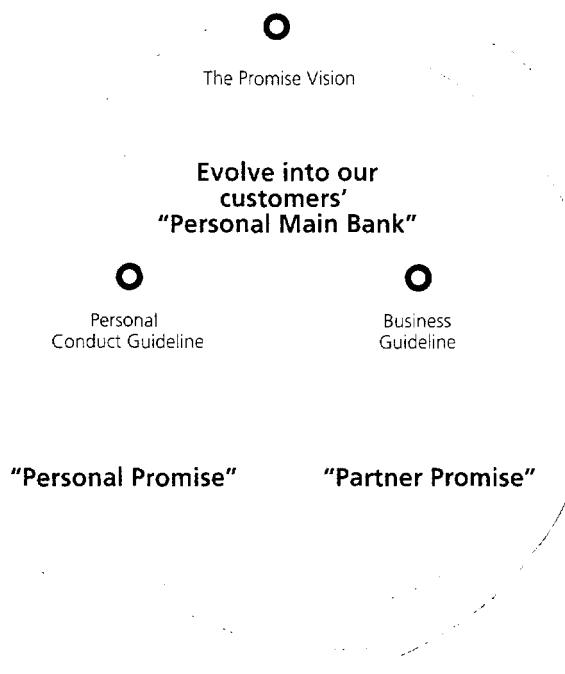 The Promise Vision
Evolve into our
customers'
"Personal Main Bank"
Personal
Conduct Guideline
Business
Guideline
"Personal Promise"
"Partner Promise"